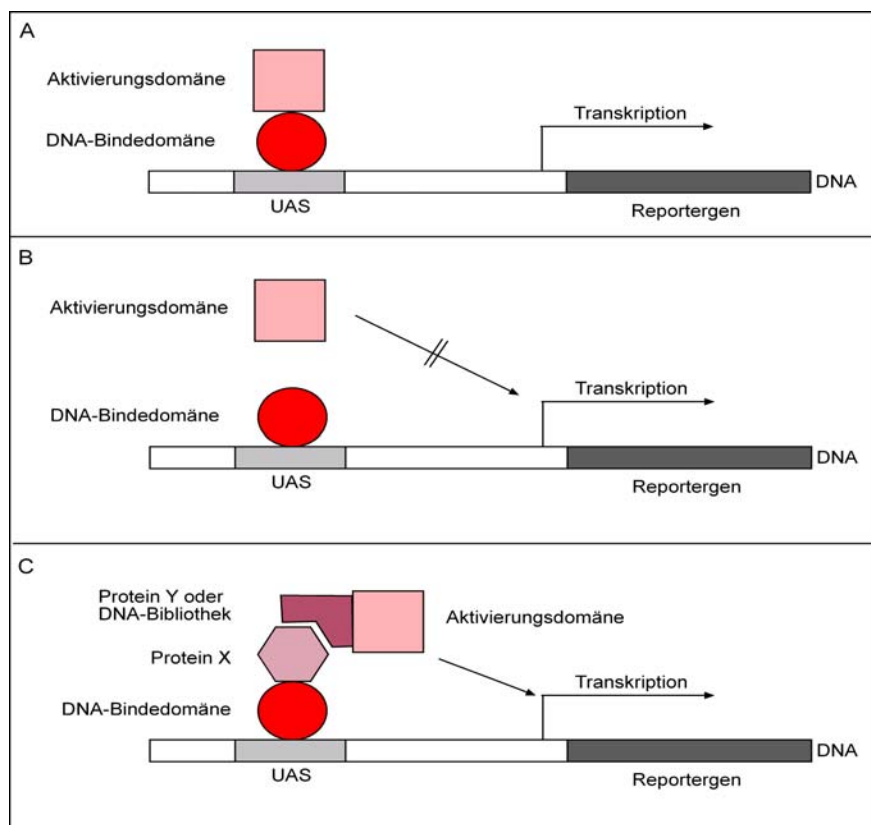 A
Aktivierungsdomäne
Transkription
DNA-Bindedomäne
DNA
UAS
Reportergen
B
Aktivierungsdomäne
Transkription
DNA-Bindedomäne
DNA
UAS
Reportergen
C
Protein Y oder
DNA-Bibliothek
Aktivierungsdomäne
Protein X
Transkription
DNA-Bindedomäne
DNA
UAS
Reportergen